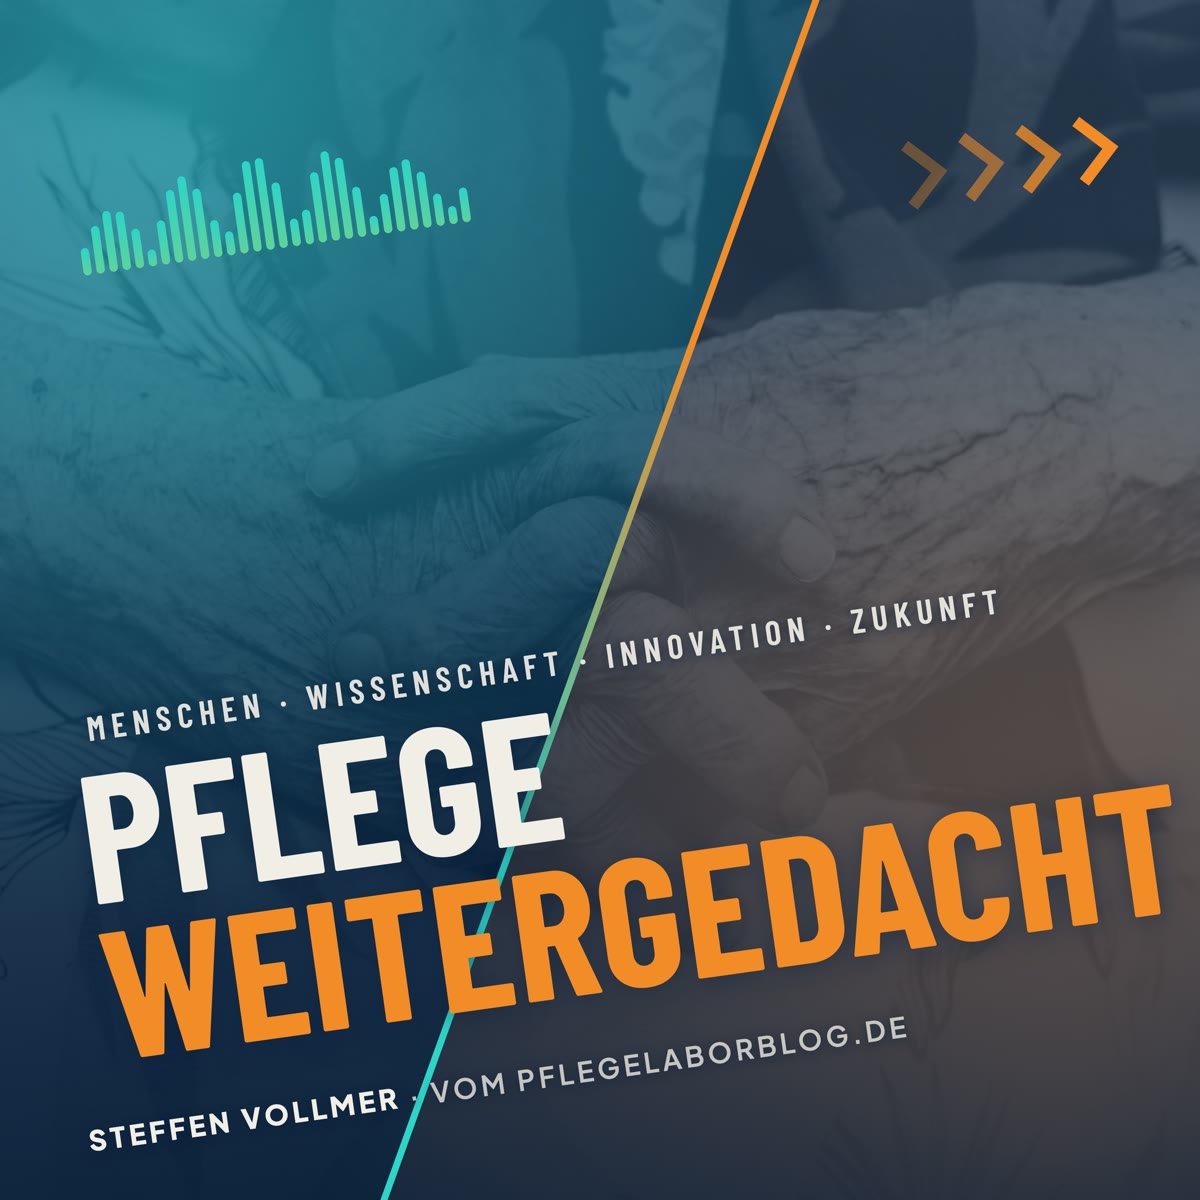 MENSCHEN · WISSENSCHAFT · INNOVATION · ZUKUNFT
PFLEGE
WEITERGEDACHT
STEFFEN VOLLMER · VOM PFLEGELABORBLOG.DE